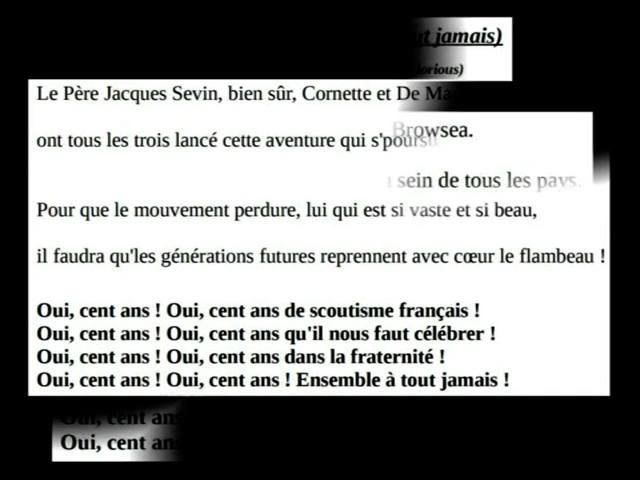 jamais)
Le Père Jacques Sevin, bien sûr, Cornette et De
Browsea.
ont tous les trois lancé cette aventure qui
sein de tous les pays.
Pour que le mouvement perdure, lui qui est si vaste et si beau,
il faudra qu'les générations futures reprennent avec cœur le flambeau !
Oui, cent ans ! Oui, cent ans de scoutisme français !
Oui, cent ans ! Oui, cent ans qu'il nous faut célébrer !
Oui, cent ans ! Oui, cent ans dans la fraternité !
Oui, cent ans ! Oui, cent ans ! Ensemble à tout jamais !
Oui, cent ans
Oui, cent